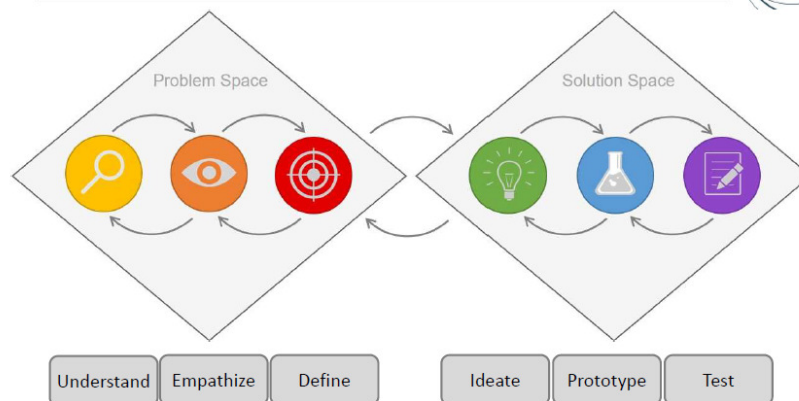 Problem Space
Solution Space
Understand Empathize Define Ideate Prototype Test